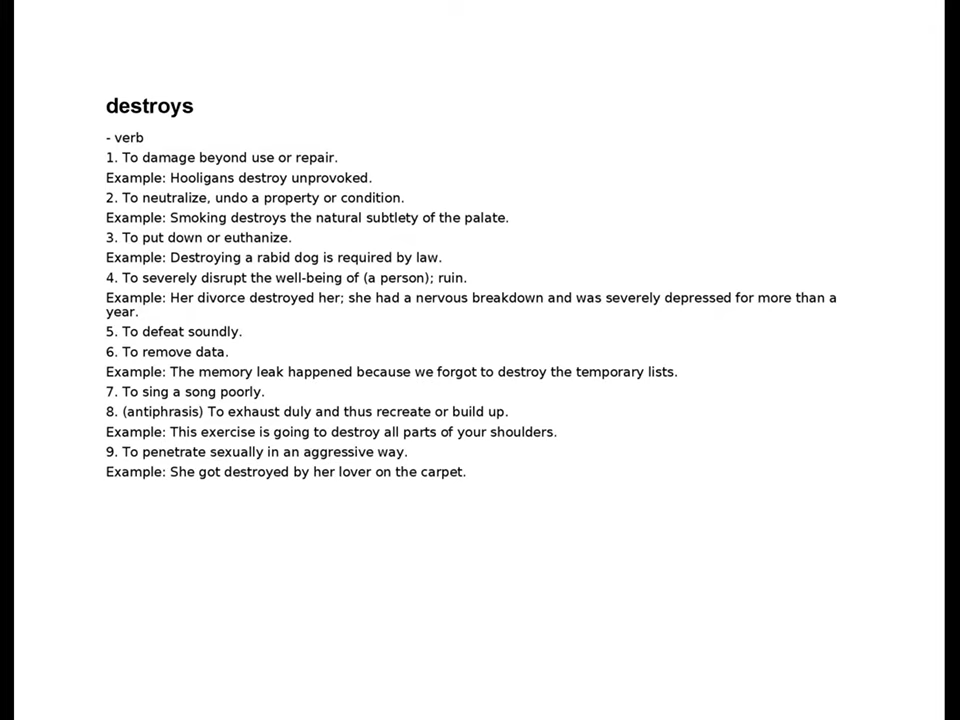 destroys
- verb
1. To damage beyond use or repair.
Example: Hooligans destroy unprovoked.
2. To neutralize, undo a property or condition.
Example: Smoking destroys the natural subtlety of the palate.
3. To put down or euthanize.
Example: Destroying a rabid dog is required by law.
4. To severely disrupt the well-being of (a person); ruin.
Example: Her divorce destroyed her; she had a nervous breakdown and was severely depressed for more than a
year.
5. To defeat soundly.
6. To remove data.
Example: The memory leak happened because we forgot to destroy the temporary lists.
7. To sing a song poorly.
8. (antiphrasis) To exhaust duly and thus recreate or build up.
Example: This exercise is going to destroy all parts of your shoulders.
9. To penetrate sexually in an aggressive way.
Example: She got destroyed by her lover on the carpet.